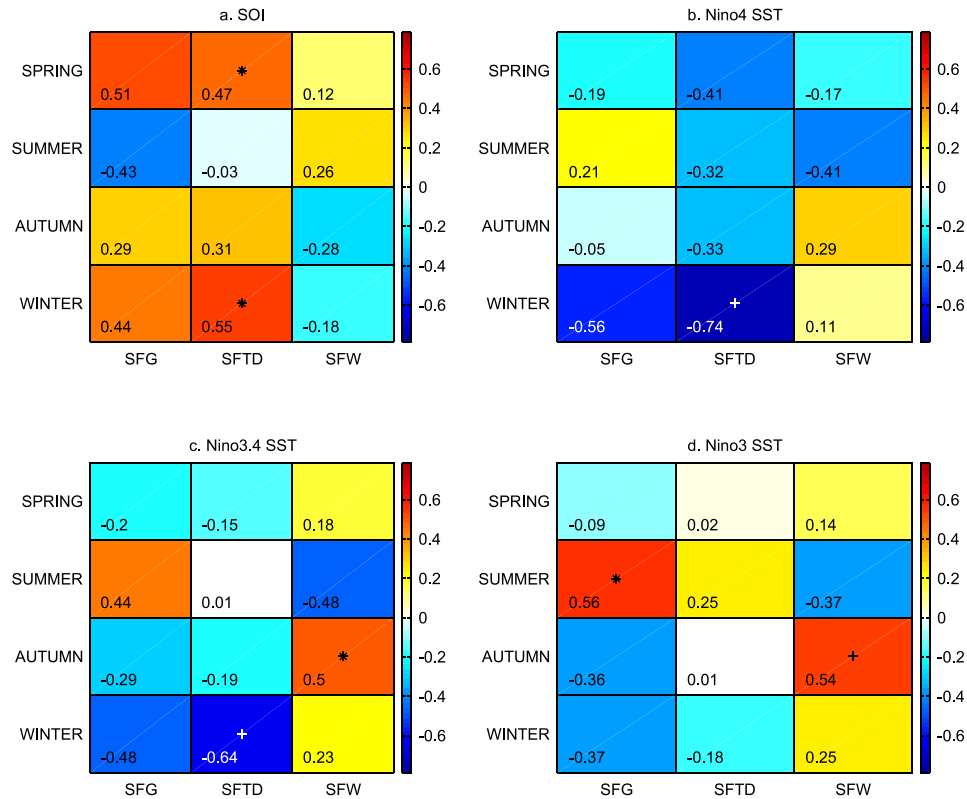 a. SOI
SPRING 0.51 0.47 * 0.12
SUMMER -0.43 -0.03 0.26
AUTUMN 0.29 0.31 -0.28
WINTER 0.44 0.55 * -0.18
SFG SFTD SFW
0.6
0.4
0.2
0
-0.2
-0.4
-0.6
b. Nino4 SST
SPRING -0.19 -0.41 -0.17
SUMMER 0.21 -0.32 -0.41
AUTUMN -0.05 -0.33 0.29
WINTER -0.56 -0.74 + 0.11
SFG SFTD SFW
0.6
0.4
0.2
0
-0.2
-0.4
-0.6
c. Nino3.4 SST
SPRING -0.2 -0.15 0.18
SUMMER 0.44 0.01 -0.48
AUTUMN -0.29 -0.19 0.5 *
WINTER -0.48 -0.64 + 0.23
SFG SFTD SFW
0.6
0.4
0.2
0
-0.2
-0.4
-0.6
d. Nino3 SST
SPRING -0.09 0.02 0.14
SUMMER 0.56 * 0.25 -0.37
AUTUMN -0.36 0.01 0.54 +
WINTER -0.37 -0.18 0.25
SFG SFTD SFW
0.6
0.4
0.2
0
-0.2
-0.4
-0.6